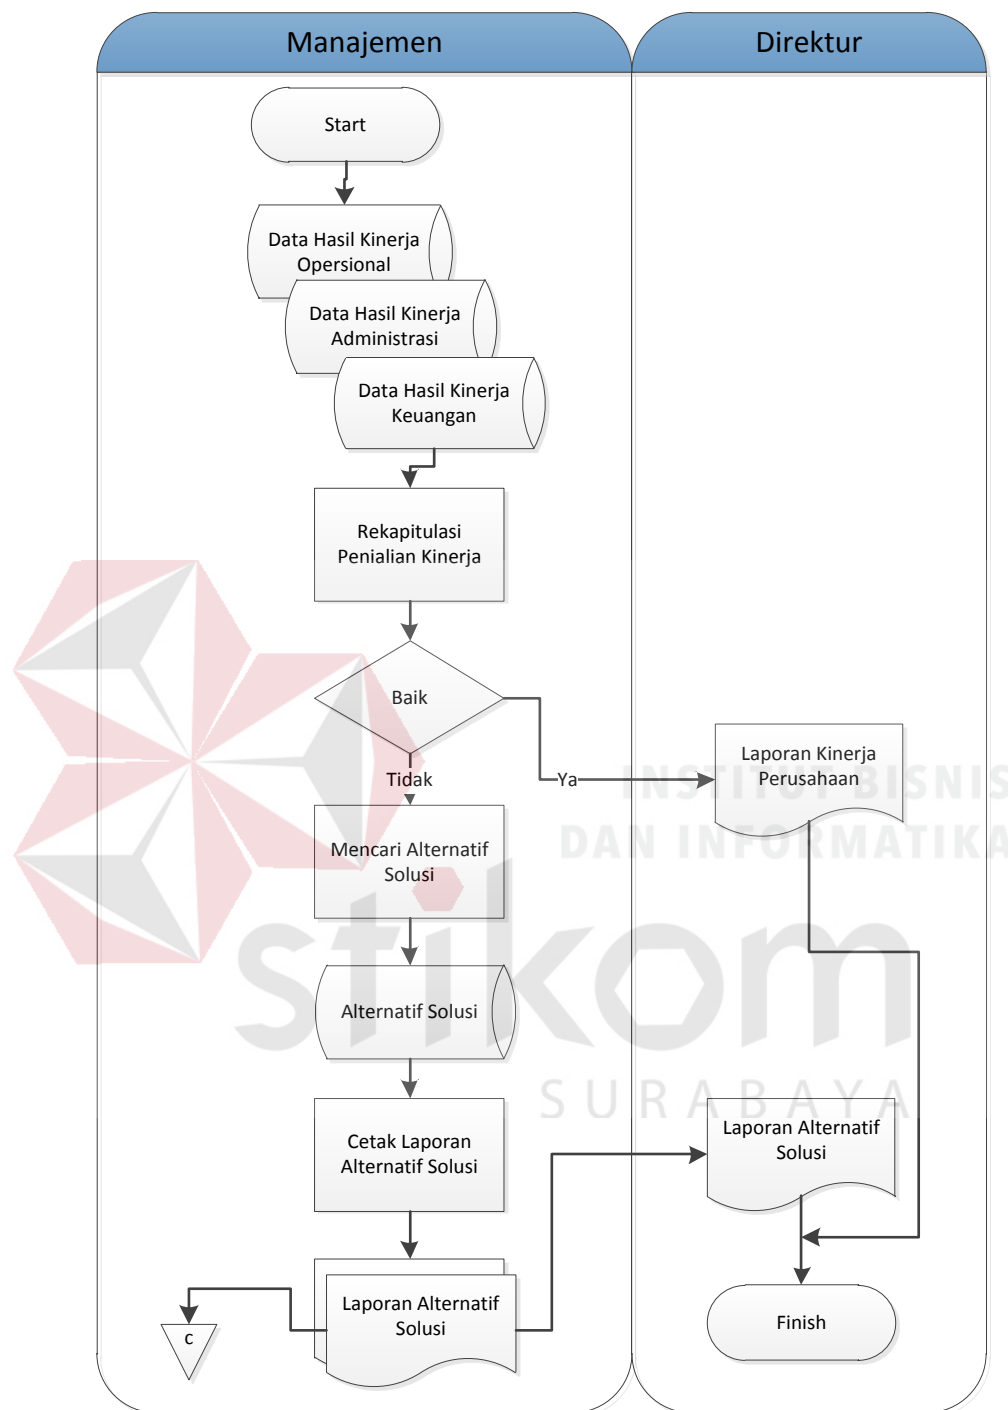 Manajemen
Direktur
Start
Data Hasil Kinerja
Opersional
Data Hasil Kinerja
Administrasi
Data Hasil Kinerja
Keuangan
Rekapitulasi
Penialian Kinerja
Baik
Tidak
Ya
Laporan Kinerja
Perusahaan
INSTITUT BISNIS
DAN INFORMATIKA
Mencari Alternatif
Solusi
stikom
Alternatif Solusi
SURABAYA
Cetak Laporan
Alternatif Solusi
Laporan Alternatif
Solusi
Laporan Alternatif
Solusi
c
Finish